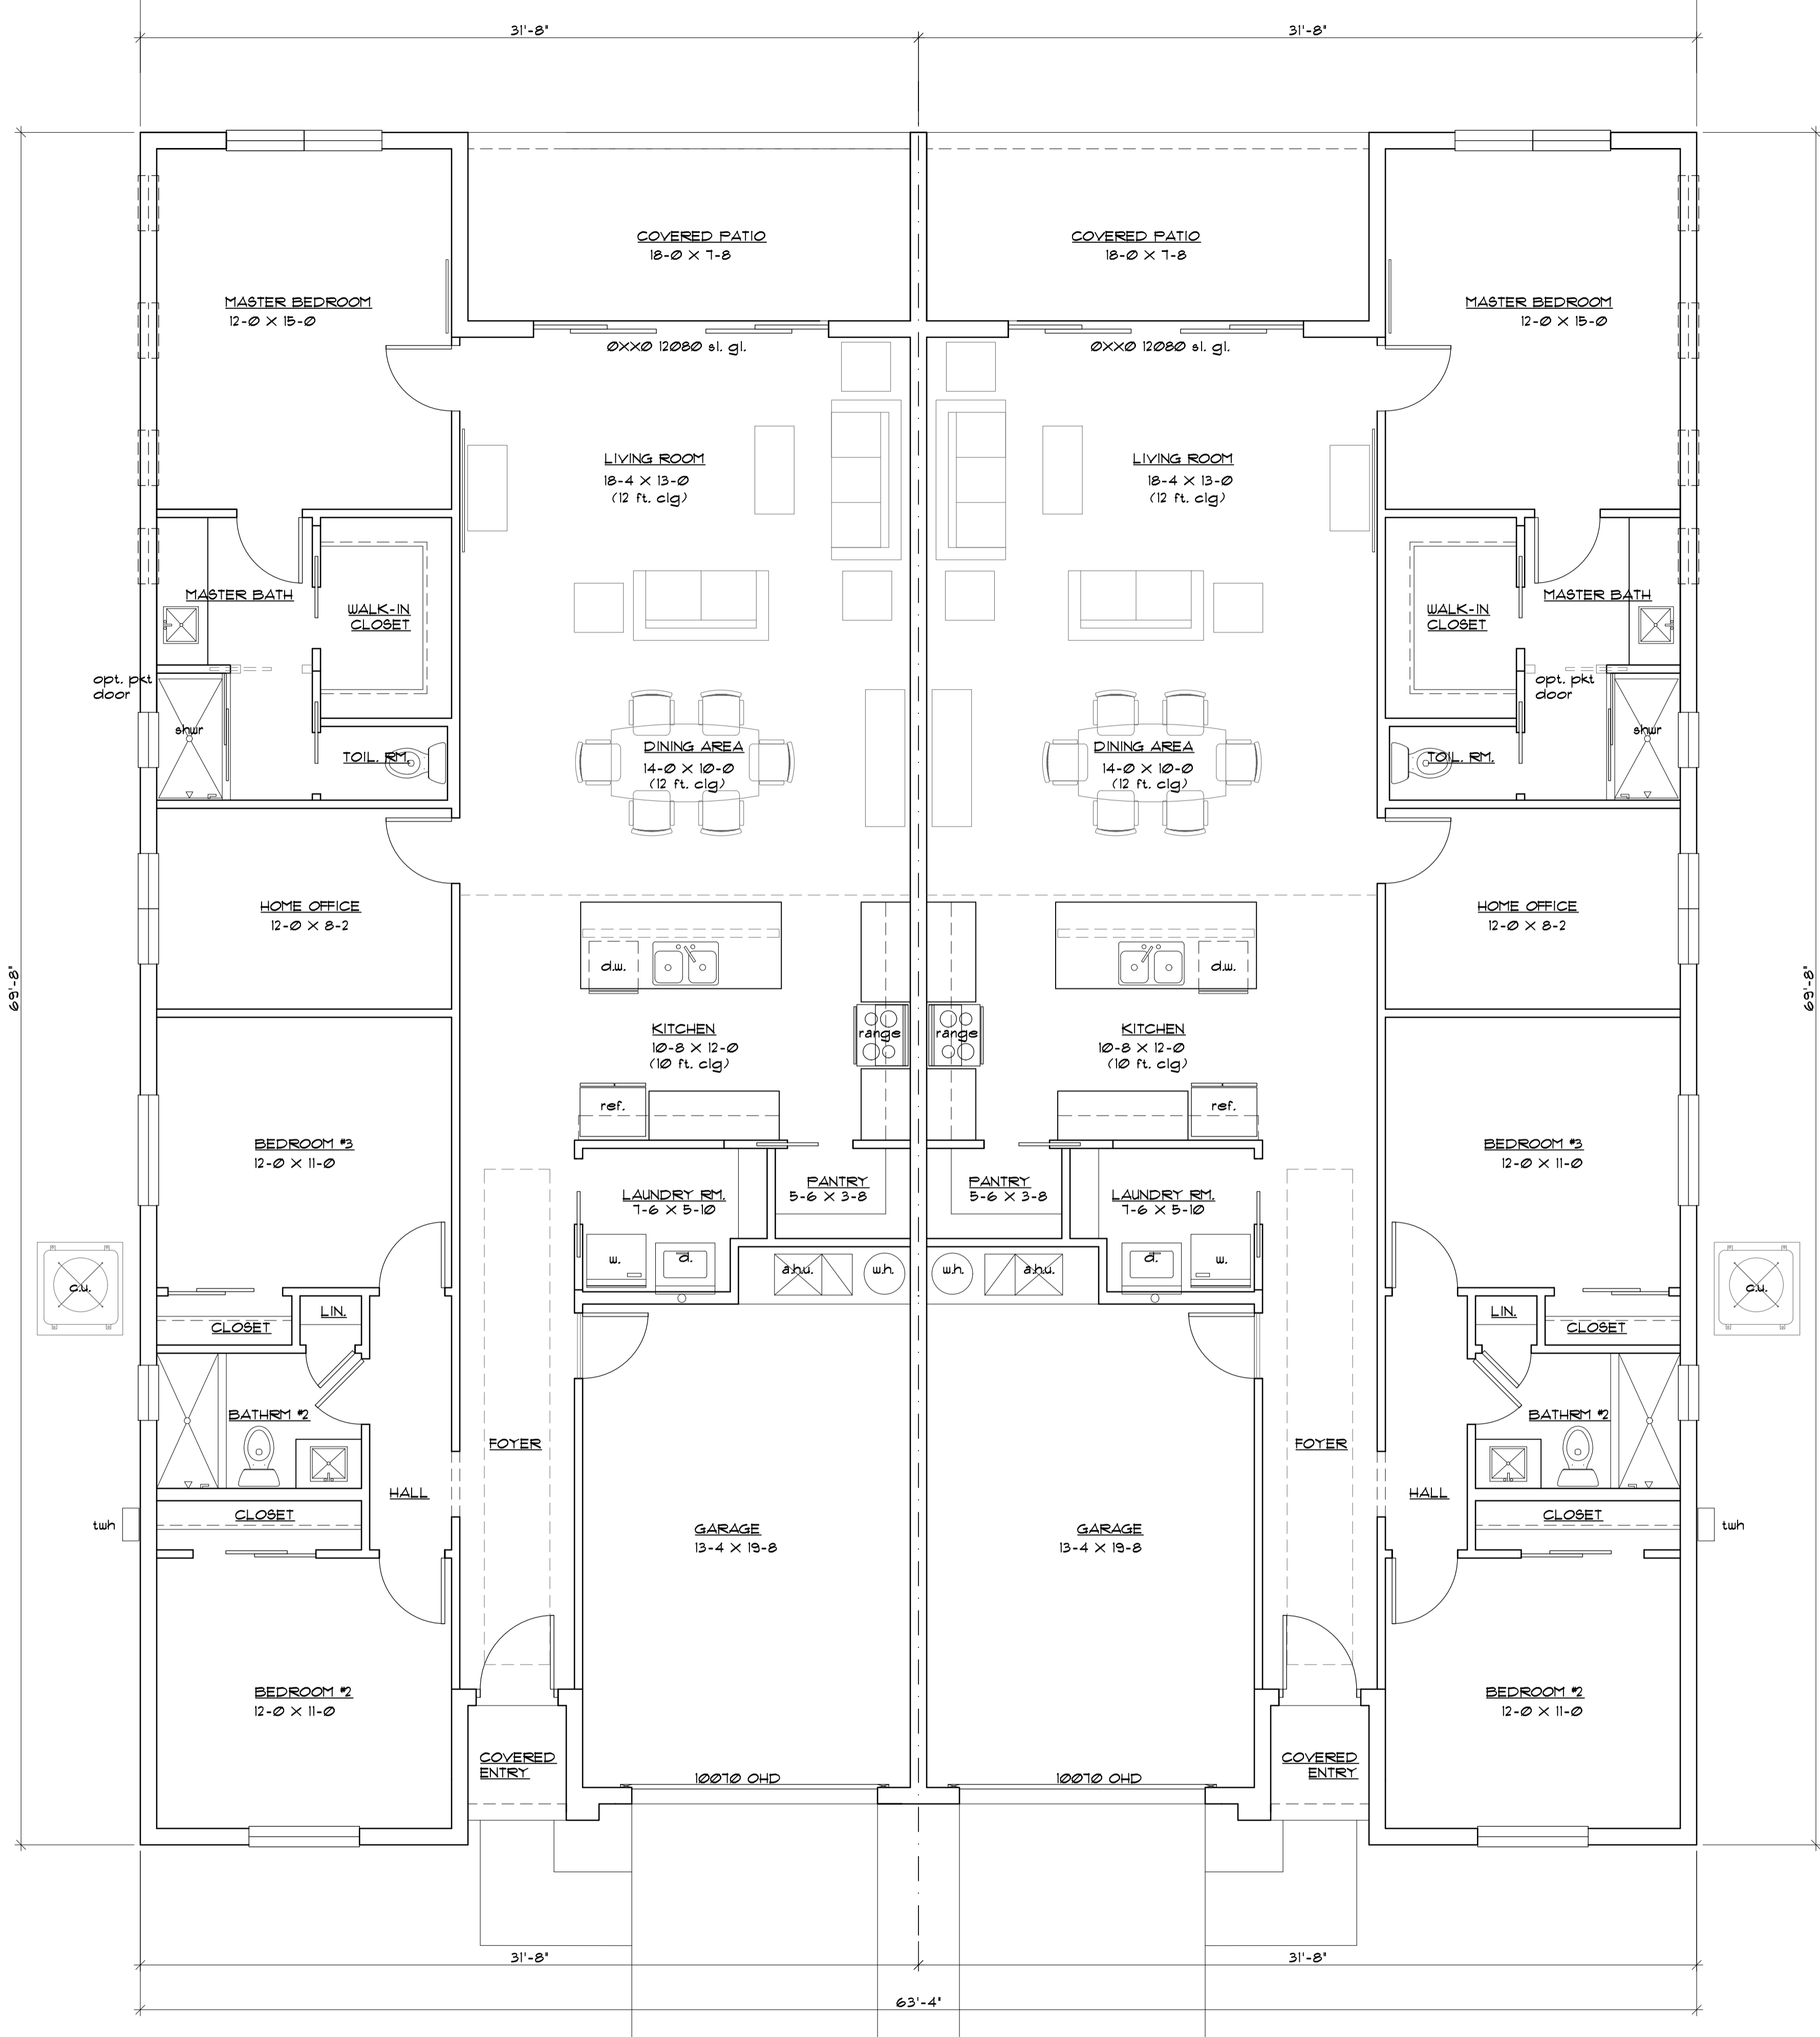 31'-8" 31'-8"
COVERED PATIO COVERED PATIO
18-0 X 7-8 18-0 X 7-8
MASTER BEDROOM MASTER BEDROOM
12-0 X 15-0 12-0 X 15-0
0XX0 12080 sl. gl. 0XX0 12080 sl. gl.
LIVING ROOM LIVING ROOM
18-4 X 13-0 18-4 X 13-0
(12 ft. clg) (12 ft. clg)
MASTER BATH MASTER BATH
WALK-IN WALK-IN
CLOSET CLOSET
opt. pkt opt. pkt
door door
shwr shwr
DINING AREA DINING AREA
TOIL. RM. TOIL. RM.
14-0 X 10-0 14-0 X 10-0
(12 ft. clg) (12 ft. clg)
HOME OFFICE HOME OFFICE
12-0 X 8-2 12-0 X 8-2
d.w. d.w.
69'-8" 69'-8"
KITCHEN range range KITCHEN
10-8 X 12-0 10-8 X 12-0
(10 ft. clg) (10 ft. clg)
ref. ref.
BEDROOM #3 BEDROOM #3
12-0 X 11-0 12-0 X 11-0
PANTRY PANTRY
5-6 X 3-8 5-6 X 3-8
LAUNDRY RM. LAUNDRY RM.
7-6 X 5-10 7-6 X 5-10
w. d. d. w.
a.h.u. w.h. w.h. a.h.u.
c.u. c.u.
LIN. LIN.
CLOSET CLOSET
BATHRM #2 BATHRM #2
FOYER FOYER
HALL HALL
CLOSET CLOSET
twh twh
GARAGE GARAGE
13-4 X 19-8 13-4 X 19-8
BEDROOM #2 BEDROOM #2
12-0 X 11-0 12-0 X 11-0
COVERED COVERED
ENTRY ENTRY
10070 OHD 10070 OHD
31'-8" 31'-8"
63'-4"